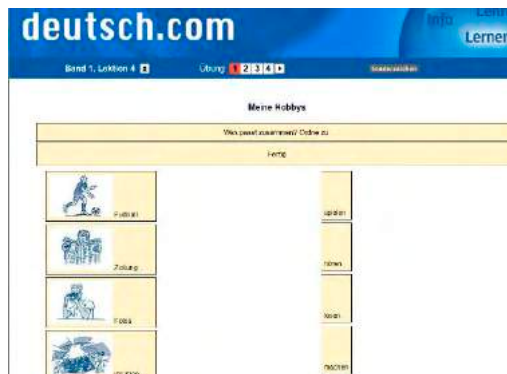 deutsch.com
Info
Lernen
Band 1, Lektion 4
Übung 1 2 3 4
Meine Hobbys
Was passt zusammen? Ordne zu
Fertig
Fußball
spielen
Zeitung
hören
Fotos
lesen
machen